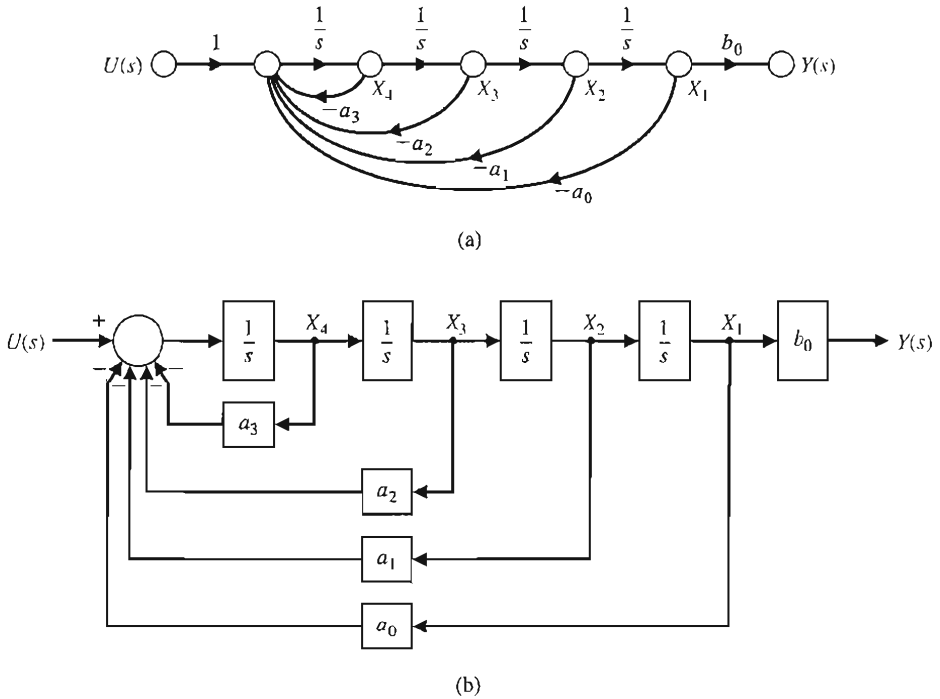 1 1/s 1/s 1/s 1/s b₀
U(s) X₄ X₃ X₂ X₁ Y(s)
−a₃
−a₂
−a₁
−a₀
(a)
U(s) + 1/s X₄ 1/s X₃ 1/s X₂ 1/s X₁ b₀ Y(s)
− − − −
a₃
a₂
a₁
a₀
(b)